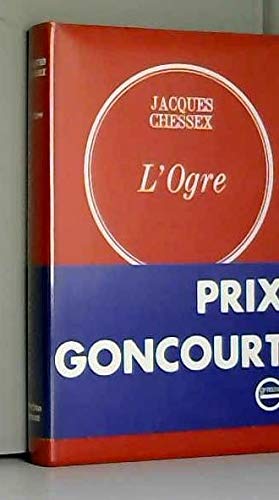 JACQUES
CHESSEX
L'Ogre
PRIX
GONCOURT